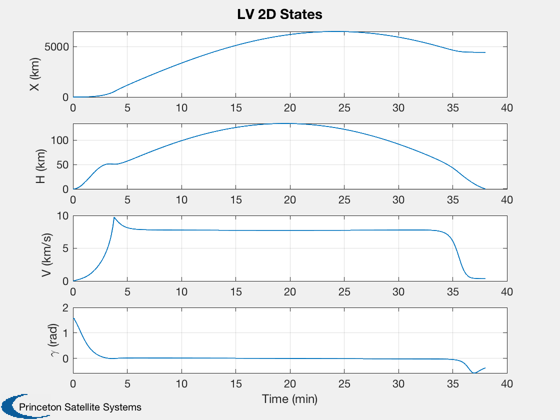 LV 2D States
X (km)
5000
0
0 5 10 15 20 25 30 35 40
H (km)
100
50
0
0 5 10 15 20 25 30 35 40
V (km/s)
10
5
0
0 5 10 15 20 25 30 35 40
γ (rad)
2
1
0
0 5 10 15 20 25 30 35 40
Time (min)
Princeton Satellite Systems